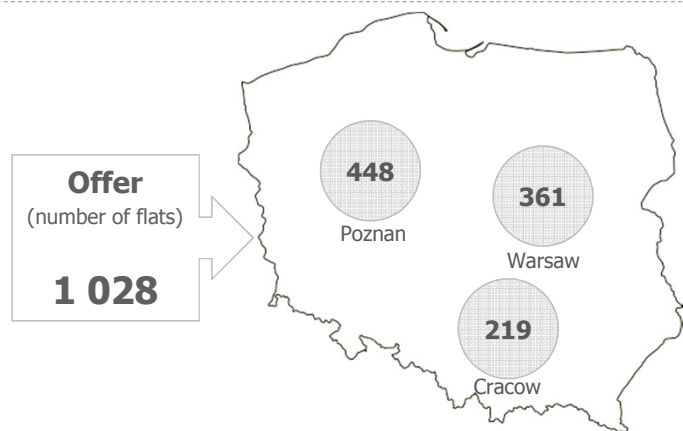 Offer
(number of flats)
1 028
448
Poznan
361
Warsaw
219
Cracow